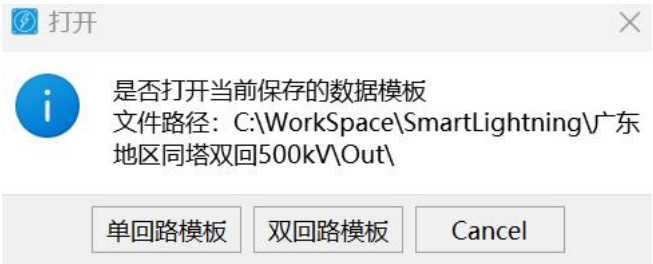 打开
是否打开当前保存的数据模板
文件路径：C:\WorkSpace\SmartLightning\广东
地区同塔双回500kV\Out\
单回路模板 双回路模板 Cancel